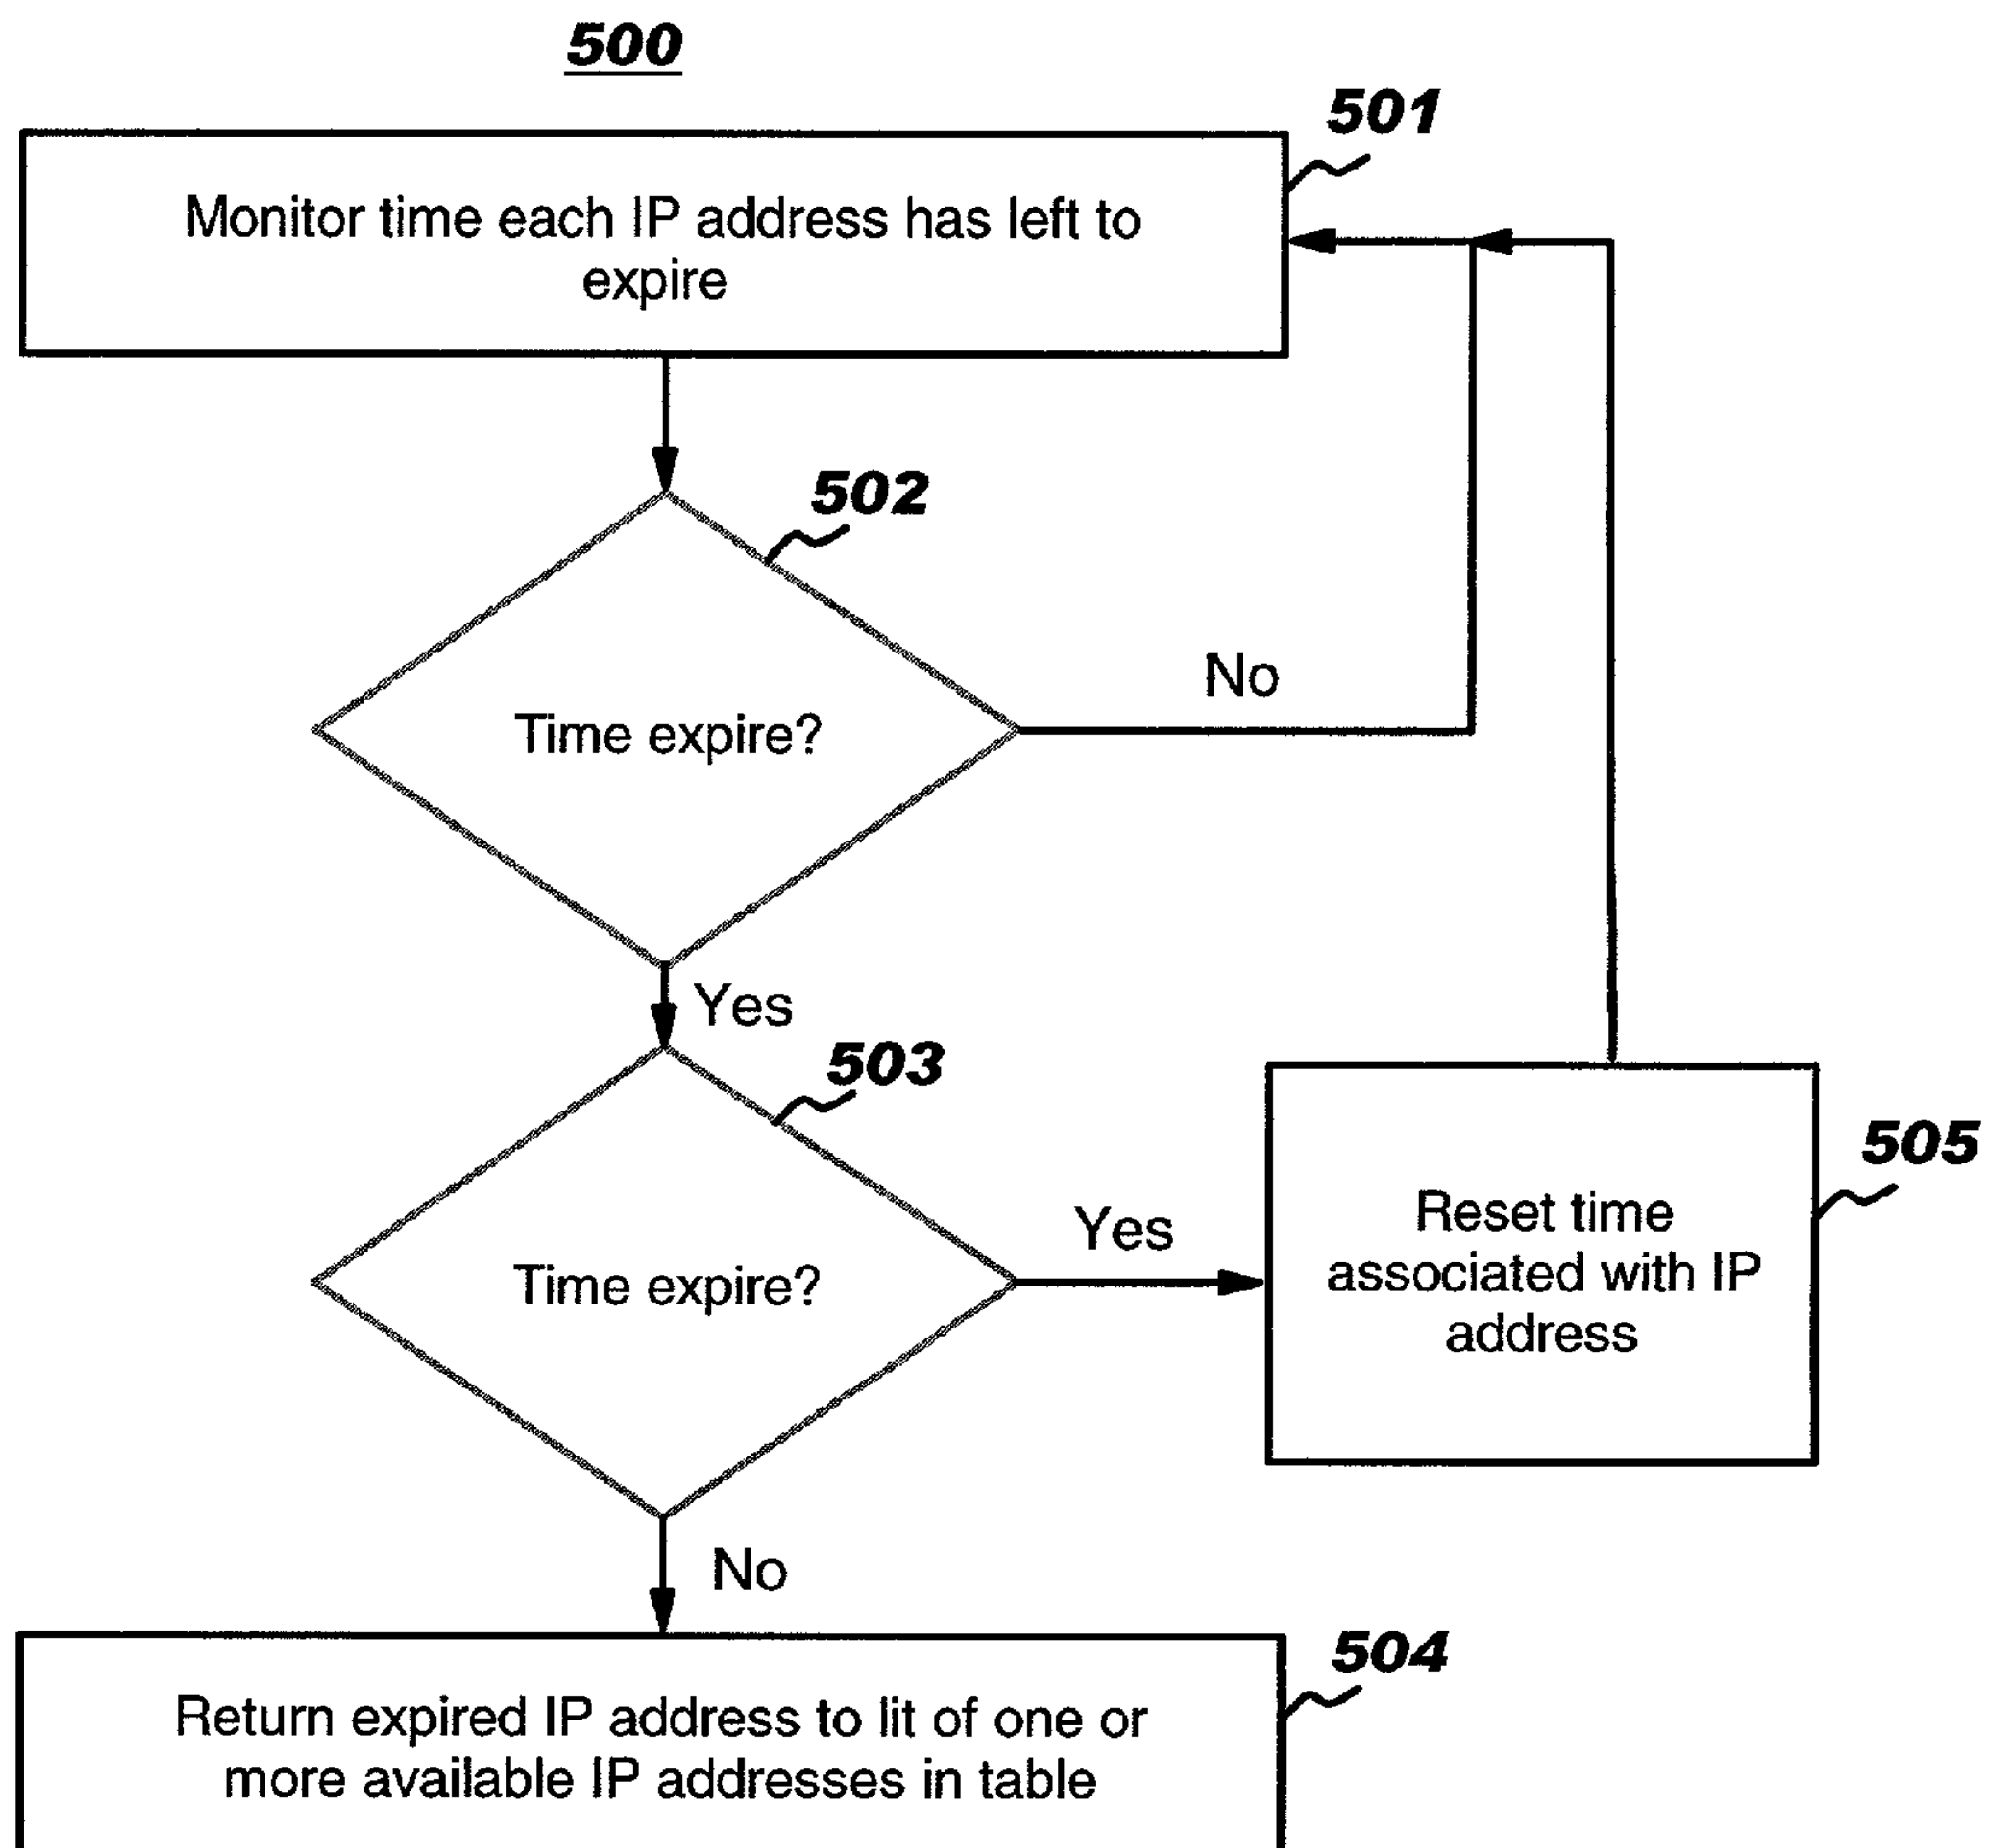 500
501
Monitor time each IP address has left to
expire
502
No
Time expire?
Yes
503
505
Yes
Time expire?
Reset time
associated with IP
address
No
504
Return expired IP address to lit of one or
more available IP addresses in table